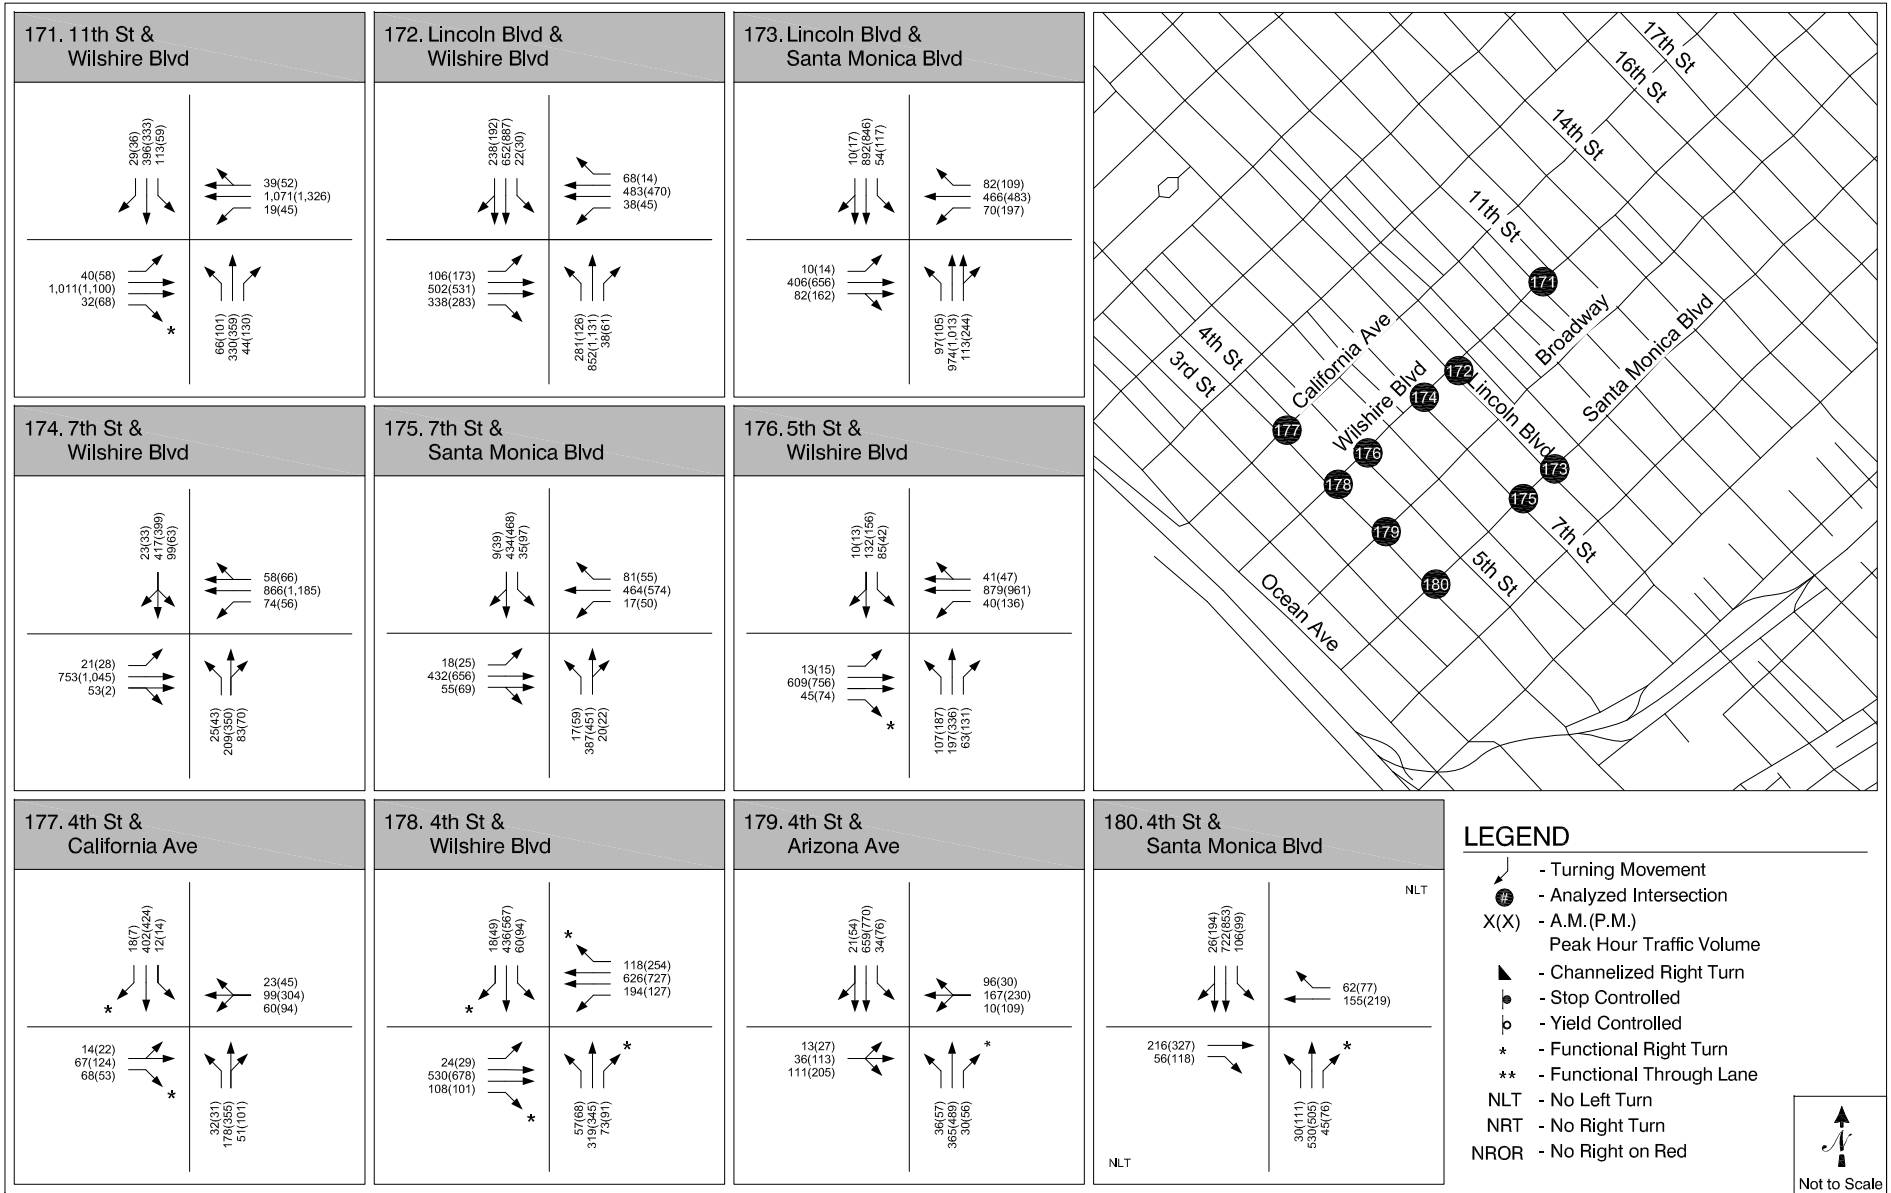 171. 11th St &
Wilshire Blvd
29(36)
396(333)
113(59)
39(52)
1,071(1,326)
19(45)
40(58)
1,011(1,100)
32(68)
*
66(101)
330(359)
44(130)
172. Lincoln Blvd &
Wilshire Blvd
238(192)
652(887)
22(30)
68(14)
483(470)
38(45)
106(173)
502(531)
338(283)
281(126)
852(1,131)
38(61)
173. Lincoln Blvd &
Santa Monica Blvd
10(17)
892(846)
54(117)
82(109)
466(483)
70(197)
10(14)
406(656)
82(162)
97(105)
974(1,013)
113(244)
17th St
16th St
14th St
11th St
171
Broadway
Santa Monica Blvd
California Ave
4th St
3rd St
172
Lincoln Blvd
174
Wilshire Blvd
177
176
173
178
175
179
7th St
5th St
180
Ocean Ave
174. 7th St &
Wilshire Blvd
23(33)
417(399)
99(63)
58(66)
866(1,185)
74(56)
21(28)
753(1,045)
53(2)
25(43)
209(350)
83(70)
175. 7th St &
Santa Monica Blvd
9(39)
434(468)
35(97)
81(55)
464(574)
17(50)
18(25)
432(656)
55(69)
17(59)
387(451)
20(22)
176. 5th St &
Wilshire Blvd
10(13)
132(156)
85(42)
41(47)
879(961)
40(136)
13(15)
609(756)
45(74)
*
107(187)
197(336)
63(131)
177. 4th St &
California Ave
18(7)
402(424)
12(14)
*
23(45)
99(304)
60(94)
14(22)
67(124)
68(53)
*
32(31)
178(355)
51(101)
178. 4th St &
Wilshire Blvd
18(49)
436(567)
60(94)
*
*
118(254)
626(727)
194(127)
24(29)
530(678)
108(101)
*
*
57(68)
319(345)
73(91)
179. 4th St &
Arizona Ave
21(54)
659(770)
34(76)
96(30)
167(230)
10(109)
13(27)
36(113)
111(205)
*
36(57)
365(489)
30(56)
180. 4th St &
Santa Monica Blvd
NLT
26(194)
722(853)
106(99)
62(77)
155(219)
216(327)
56(118)
*
30(111)
530(505)
45(76)
NLT
LEGEND
- Turning Movement
# - Analyzed Intersection
X(X) - A.M.(P.M.)
Peak Hour Traffic Volume
- Channelized Right Turn
- Stop Controlled
- Yield Controlled
* - Functional Right Turn
** - Functional Through Lane
NLT - No Left Turn
NRT - No Right Turn
NROR - No Right on Red
N
Not to Scale